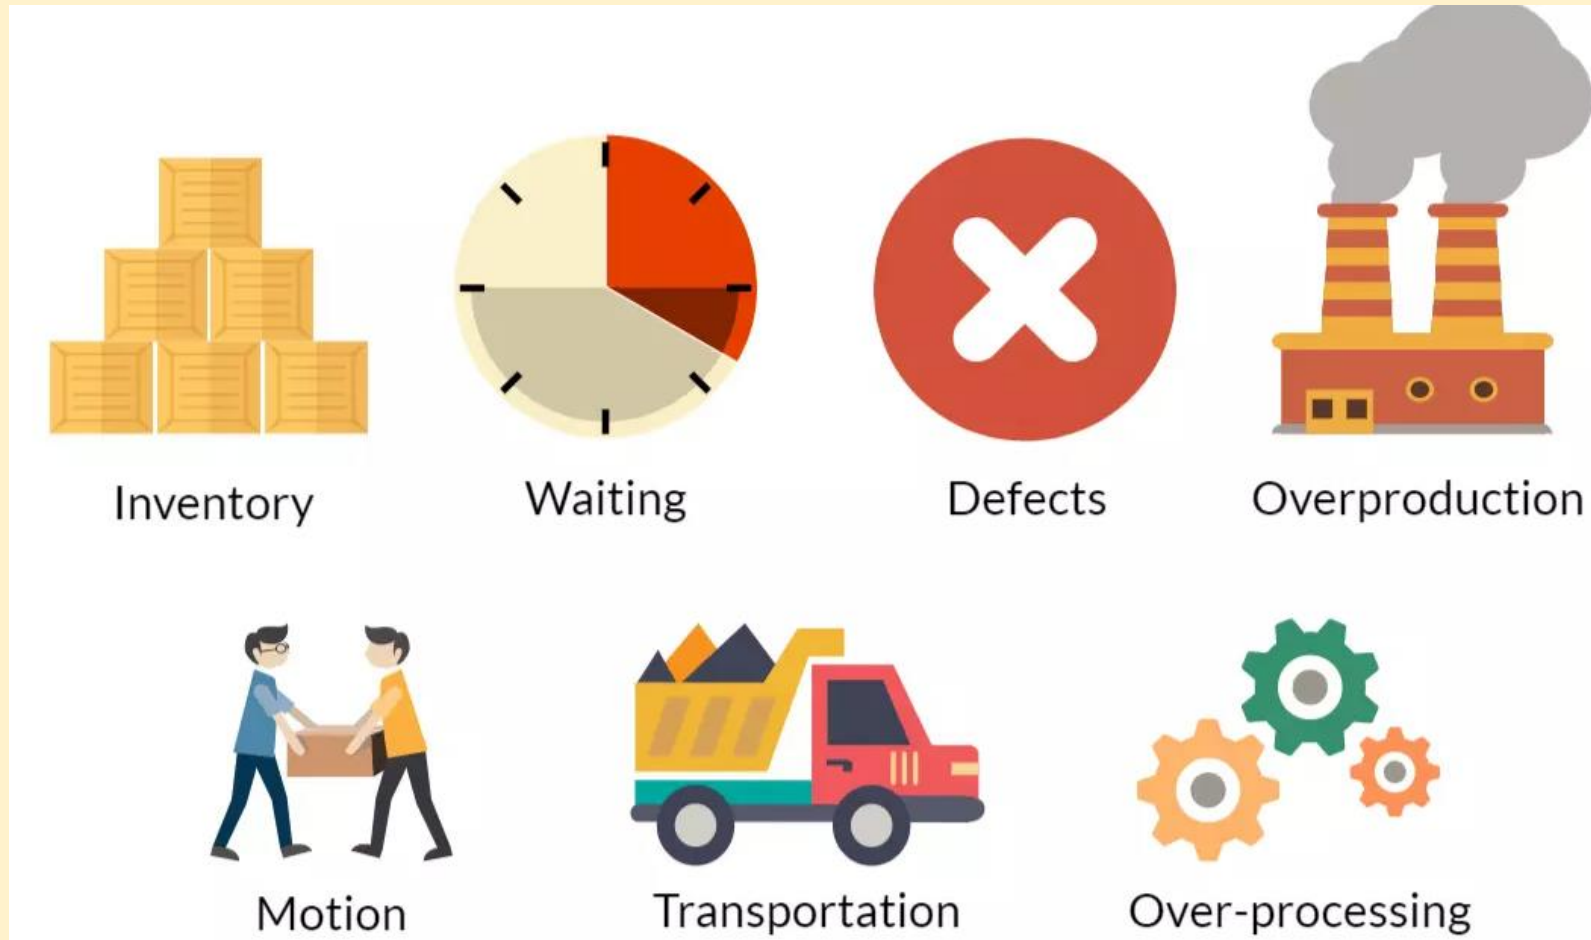 Inventory
Waiting
Defects
Overproduction
Motion
Transportation
Over-processing